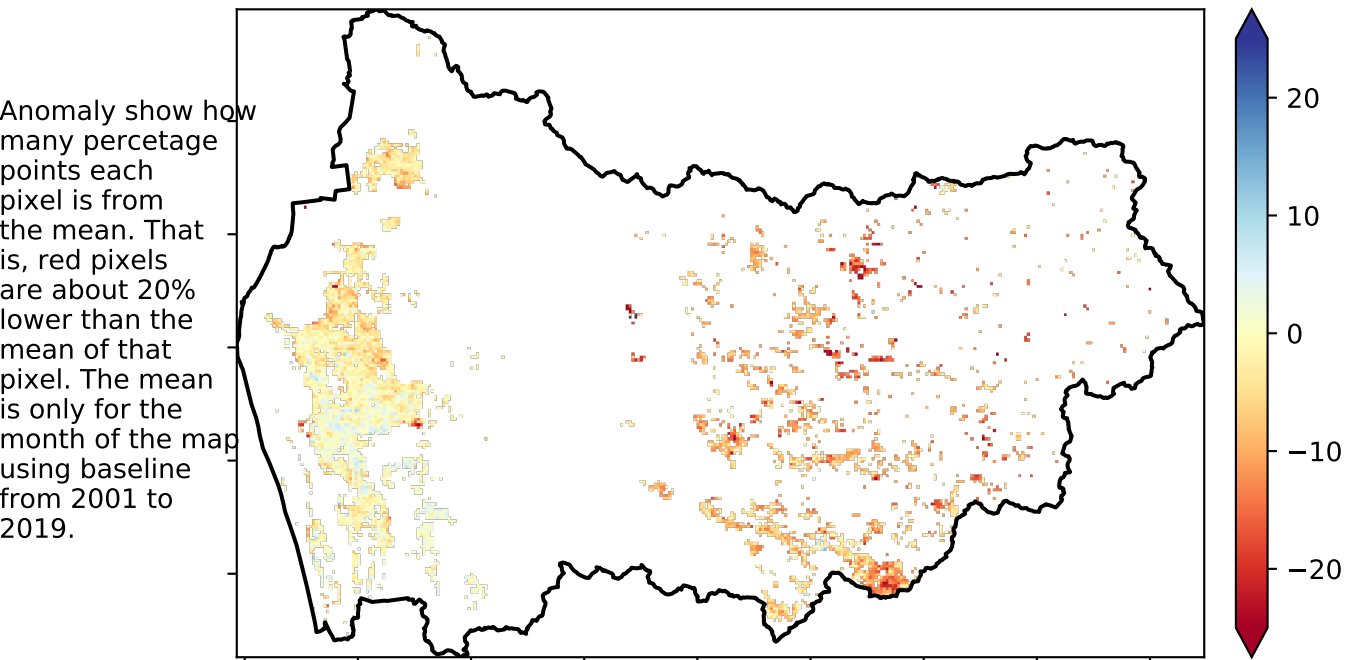 Anomaly show how
many percetage
points each
pixel is from
the mean. That
is, red pixels
are about 20%
lower than the
mean of that
pixel. The mean
is only for the
month of the map
using baseline
from 2001 to
2019.
20
10
0
−10
−20